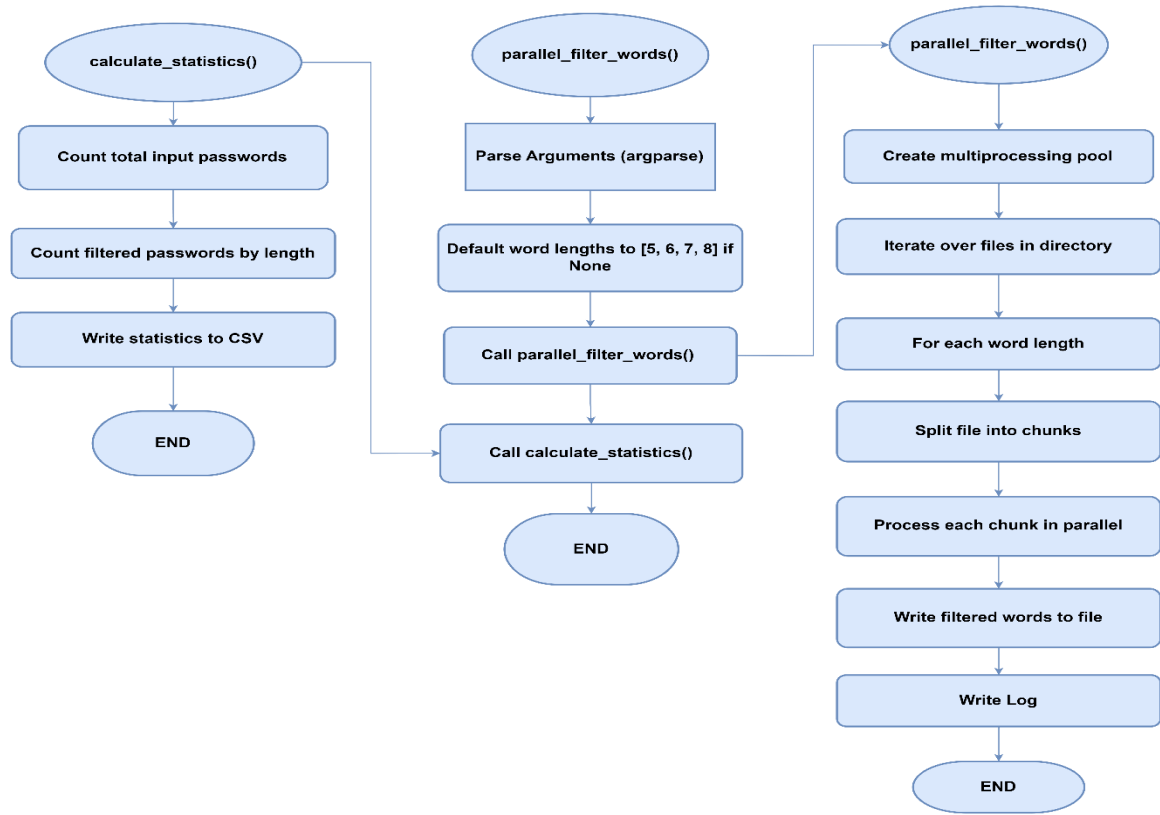 calculate_statistics()
Count total input passwords
Count filtered passwords by length
Write statistics to CSV
END
parallel_filter_words()
Parse Arguments (argparse)
Default word lengths to [5, 6, 7, 8] if
None
Call parallel_filter_words()
Call calculate_statistics()
END
parallel_filter_words()
Create multiprocessing pool
Iterate over files in directory
For each word length
Split file into chunks
Process each chunk in parallel
Write filtered words to file
Write Log
END